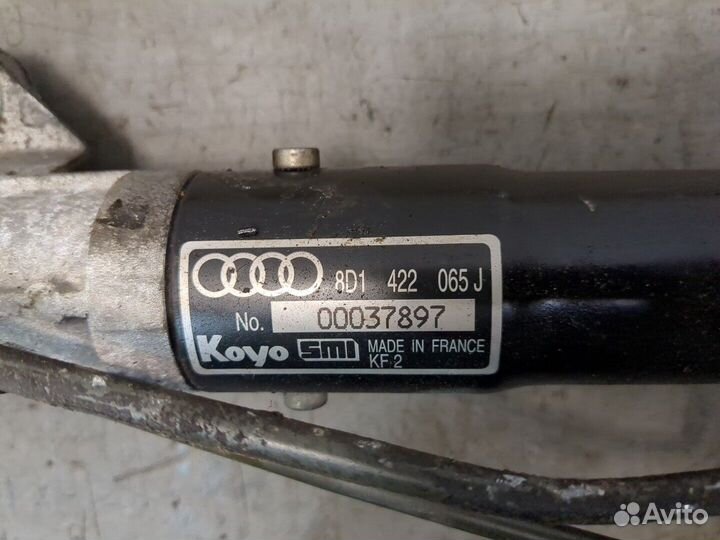 8D1 422 065 J
No. 00037897
Koyo SMI MADE IN FRANCE
KF 2
Avito